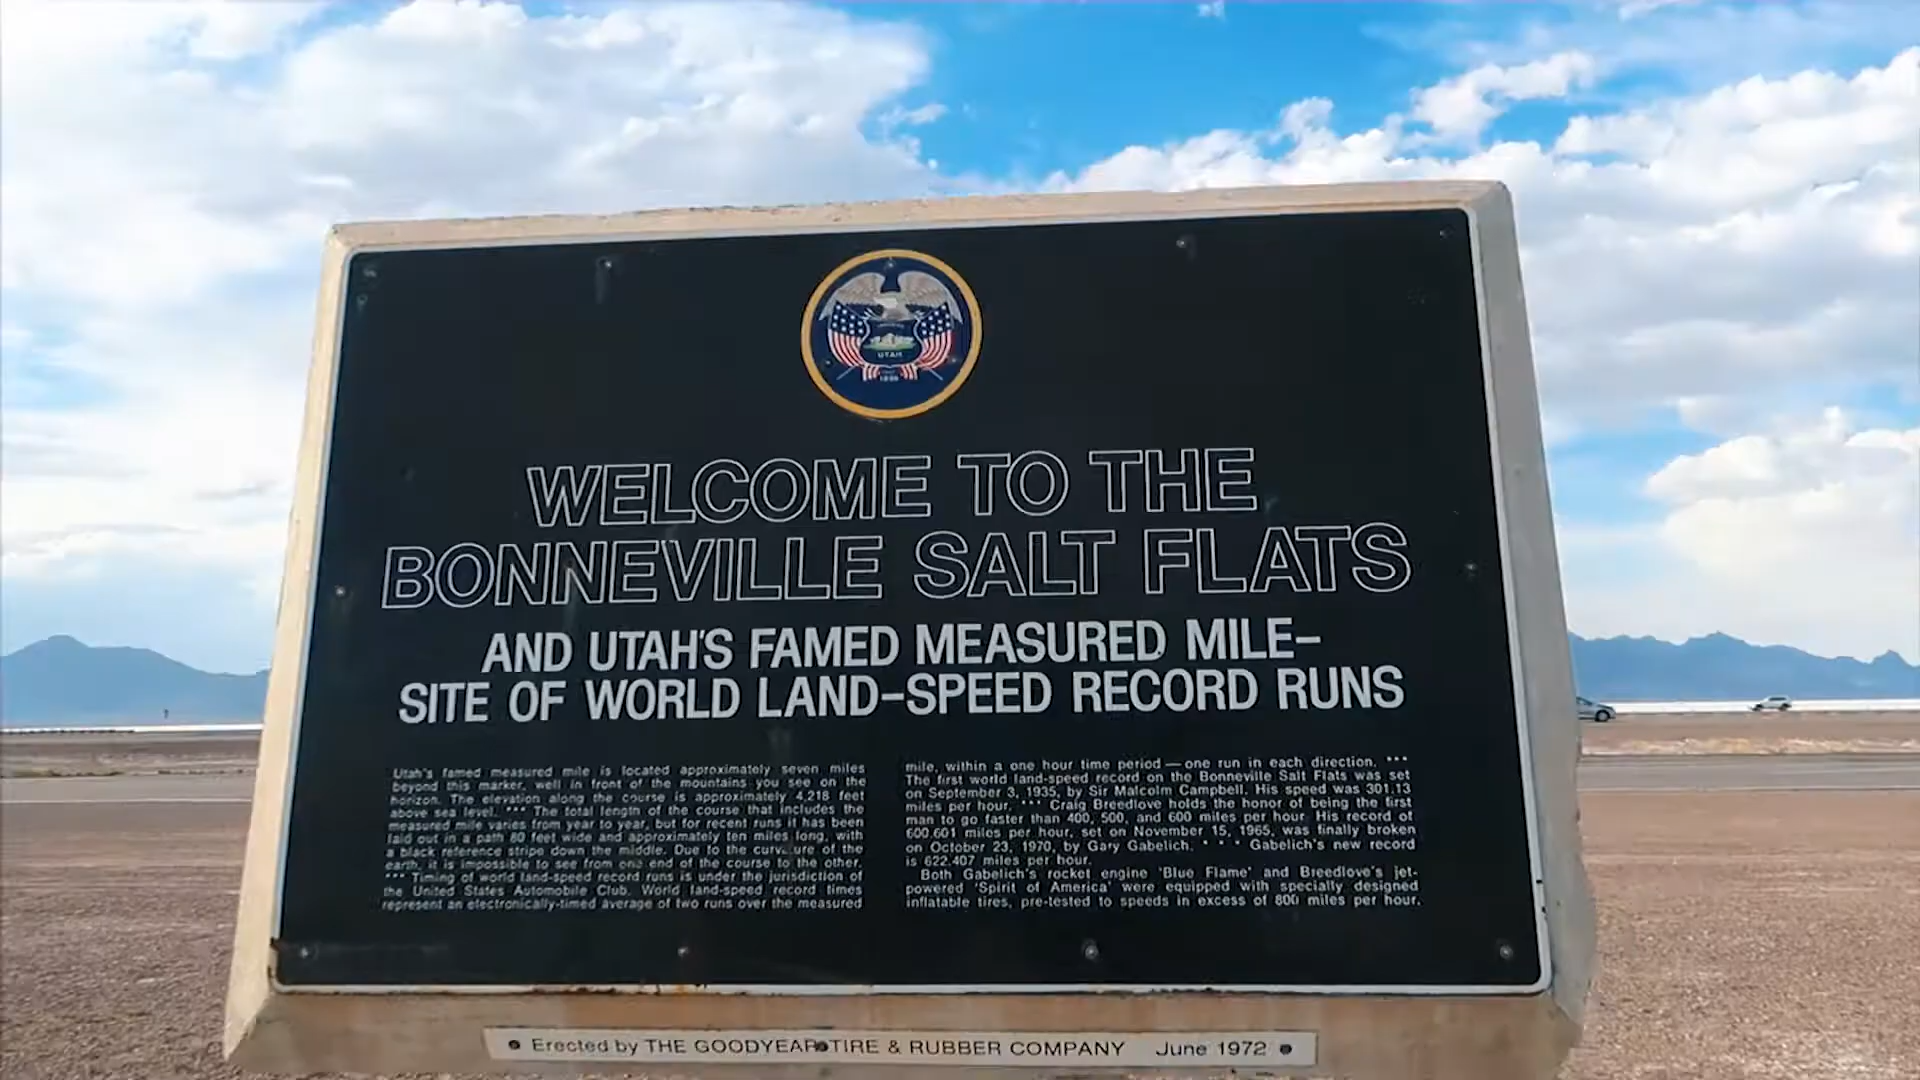 UTAH
1896
WELCOME TO THE
BONNEVILLE SALT FLATS
AND UTAH'S FAMED MEASURED MILE–
SITE OF WORLD LAND-SPEED RECORD RUNS
Utah's famed measured mile is located approximately seven miles
beyond this marker, well in front of the mountains you see on the
horizon. The elevation along the course is approximately 4,218 feet
above sea level. *** The total length of the course that includes the
measured mile varies from year to year, but for recent runs it has been
laid out in a path 80 feet wide and approximately ten miles long, with
a black reference stripe down the middle. Due to the curvature of the
earth, it is impossible to see from one end of the course to the other.
*** Timing of world land-speed record runs is under the jurisdiction of
the United States Automobile Club. World land-speed record times
represent an electronically-timed average of two runs over the measured
mile, within a one hour time period — one run in each direction. ***
The first world land-speed record on the Bonneville Salt Flats was set
on September 3, 1935, by Sir Malcolm Campbell. His speed was 301.13
miles per hour. *** Craig Breedlove holds the honor of being the first
man to go faster than 400, 500, and 600 miles per hour. His record of
600.601 miles per hour, set on November 15, 1965, was finally broken
on October 23, 1970, by Gary Gabelich. * * * Gabelich's new record
is 622.407 miles per hour.
Both Gabelich's rocket engine 'Blue Flame' and Breedlove's jet-
powered 'Spirit of America' were equipped with specially designed
inflatable tires, pre-tested to speeds in excess of 800 miles per hour.
Erected by THE GOODYEAR TIRE & RUBBER COMPANY June 1972